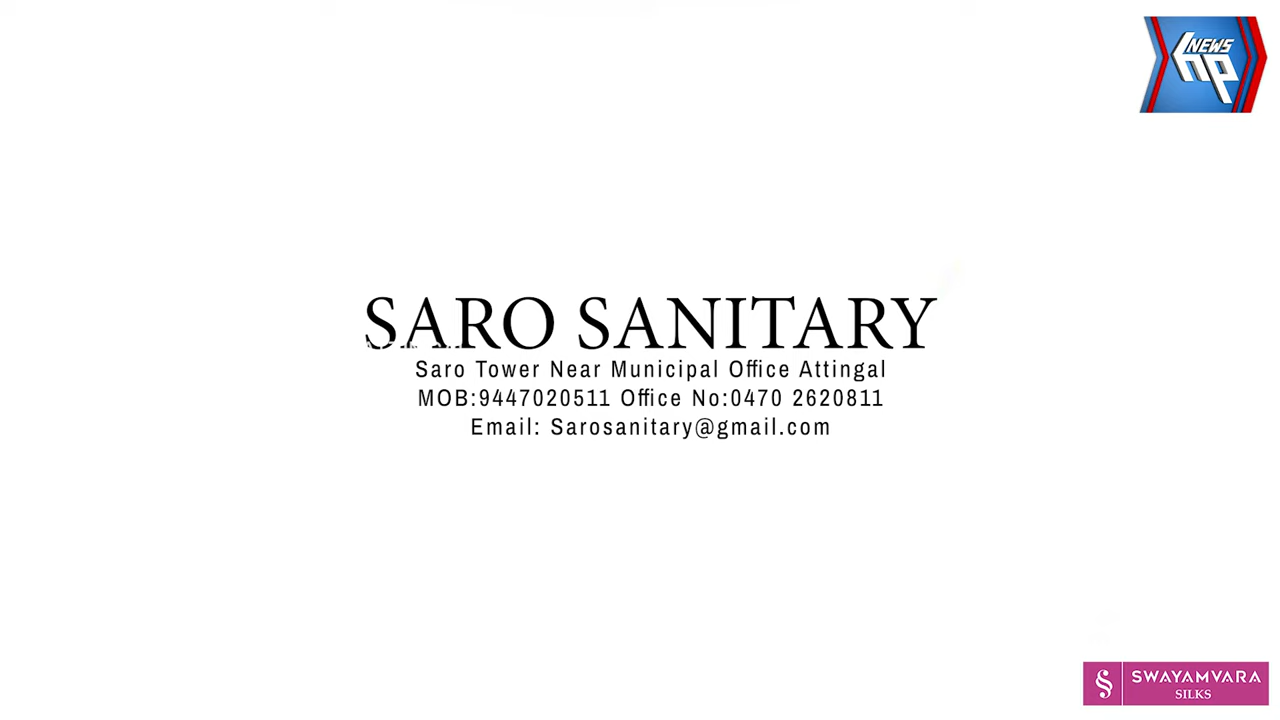 NEWS
SARO SANITARY
Saro Tower Near Municipal Office Attingal
MOB:9447020511 Office No:0470 2620811
Email: Sarosanitary@gmail.com
SWAYAMVARA
SILKS